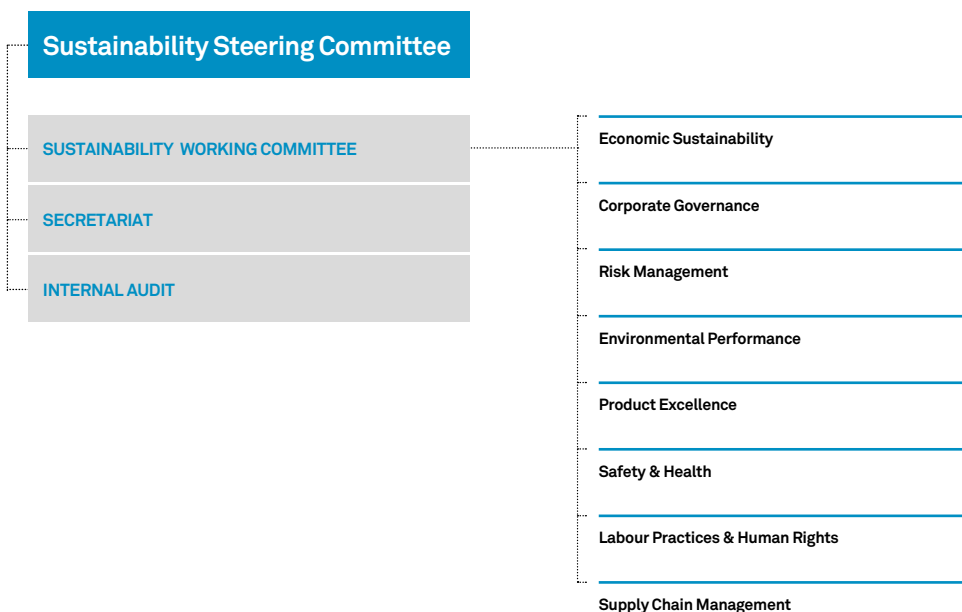 Sustainability Steering Committee
SUSTAINABILITY WORKING COMMITTEE
SECRETARIAT
INTERNAL AUDIT
Economic Sustainability
Corporate Governance
Risk Management
Environmental Performance
Product Excellence
Safety & Health
Labour Practices & Human Rights
Supply Chain Management